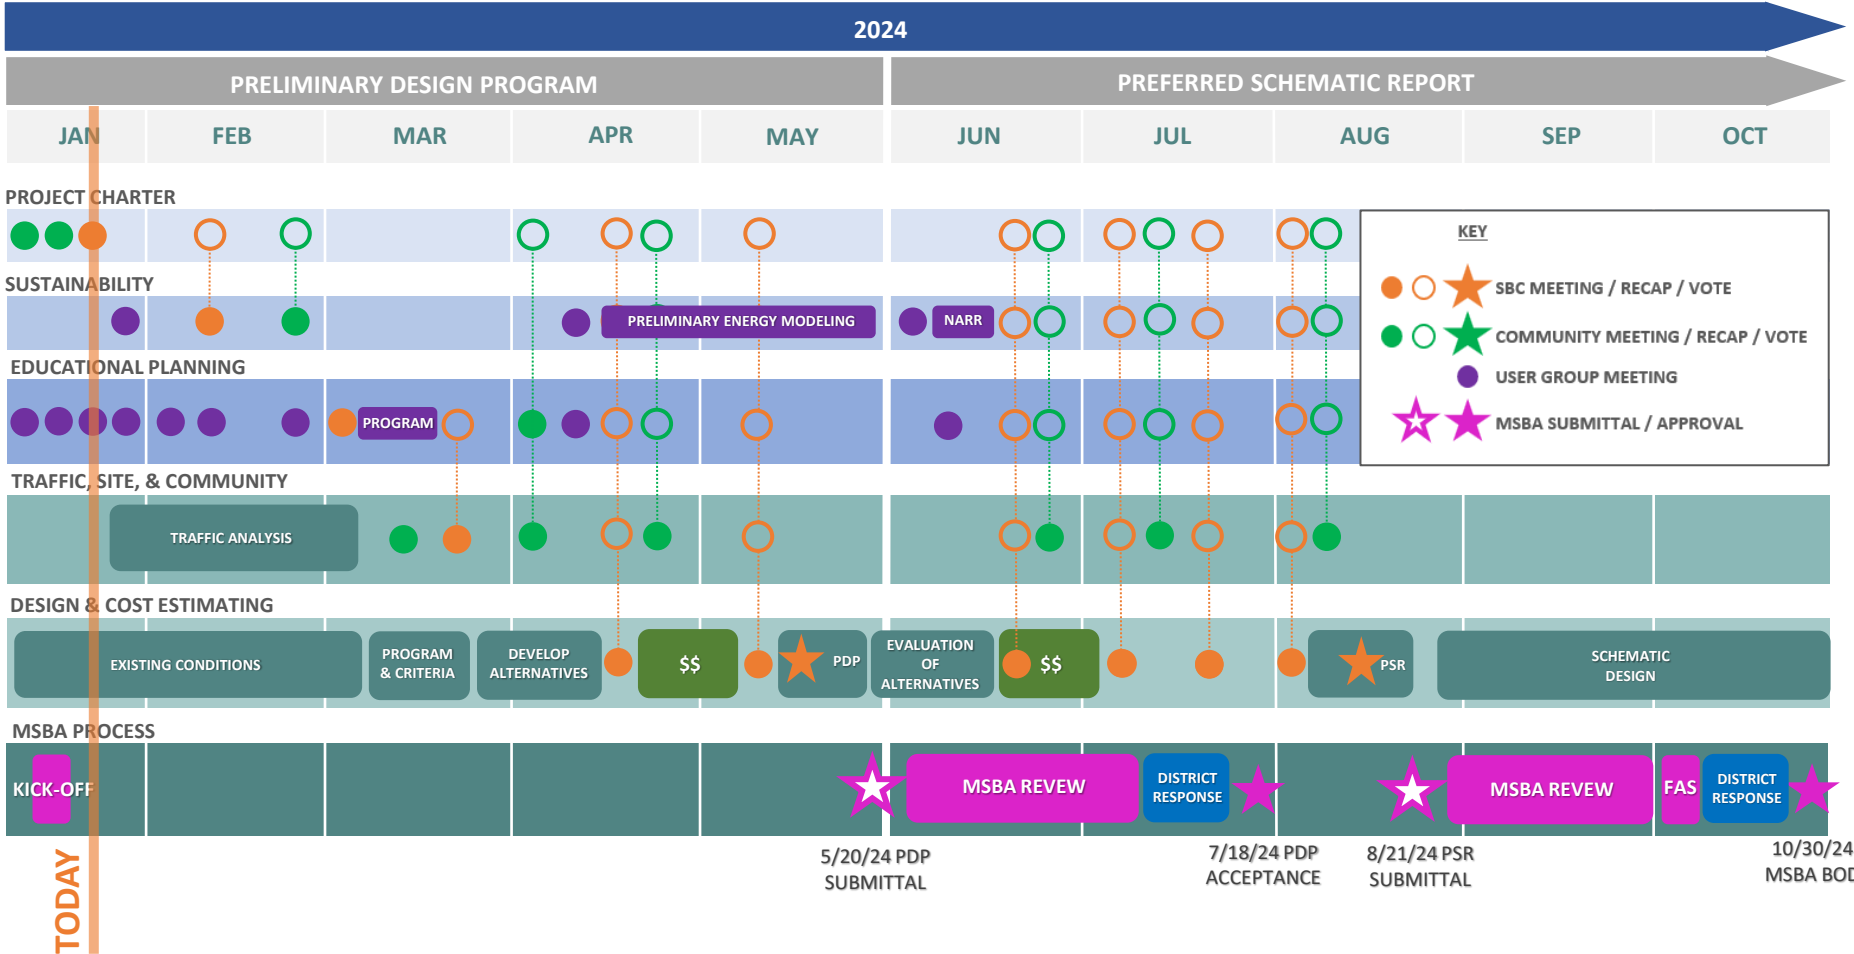 2024
PRELIMINARY DESIGN PROGRAM
PREFERRED SCHEMATIC REPORT
JAN
FEB
MAR
APR
MAY
JUN
JUL
AUG
SEP
OCT
PROJECT CHARTER
KEY
SBC MEETING / RECAP / VOTE
COMMUNITY MEETING / RECAP / VOTE
USER GROUP MEETING
MSBA SUBMITTAL / APPROVAL
SUSTAINABILITY
PRELIMINARY ENERGY MODELING
NARR
EDUCATIONAL PLANNING
PROGRAM
TRAFFIC, SITE, & COMMUNITY
TRAFFIC ANALYSIS
DESIGN & COST ESTIMATING
EXISTING CONDITIONS
PROGRAM
& CRITERIA
DEVELOP
ALTERNATIVES
$$
PDP
EVALUATION
OF
ALTERNATIVES
$$
PSR
SCHEMATIC
DESIGN
MSBA PROCESS
KICK-OFF
MSBA REVEW
DISTRICT
RESPONSE
MSBA REVEW
FAS
DISTRICT
RESPONSE
5/20/24 PDP
SUBMITTAL
7/18/24 PDP
ACCEPTANCE
8/21/24 PSR
SUBMITTAL
10/30/24
MSBA BOD
TODAY